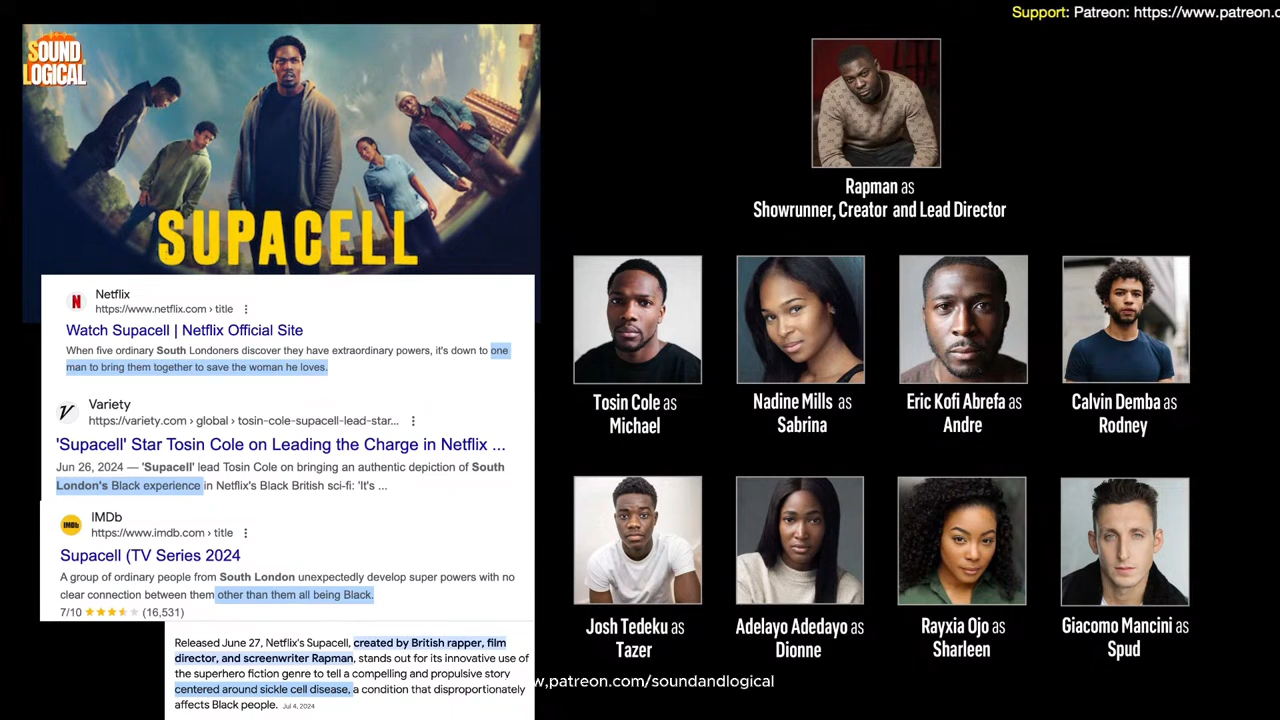 Support: Patreon: https://www.patreon.c
SOUND
LOGICAL
SUPACELL
Netflix
https://www.netflix.com › title
Watch Supacell | Netflix Official Site
When five ordinary South Londoners discover they have extraordinary powers, it's down to one
man to bring them together to save the woman he loves.
Variety
https://variety.com › global › tosin-cole-supacell-lead-star...
'Supacell' Star Tosin Cole on Leading the Charge in Netflix ...
Jun 26, 2024 — 'Supacell' lead Tosin Cole on bringing an authentic depiction of South
London's Black experience in Netflix's Black British sci-fi: 'It's ...
IMDb
IMDb
https://www.imdb.com › title
Supacell (TV Series 2024
A group of ordinary people from South London unexpectedly develop super powers with no
clear connection between them other than them all being Black.
7/10 (16,531)
Released June 27, Netflix's Supacell, created by British rapper, film
director, and screenwriter Rapman, stands out for its innovative use of
the superhero fiction genre to tell a compelling and propulsive story
centered around sickle cell disease, a condition that disproportionately
affects Black people. Jul 4, 2024
Rapman as
Showrunner, Creator and Lead Director
Tosin Cole as
Michael
Nadine Mills as
Sabrina
Eric Kofi Abrefa as
Andre
Calvin Demba as
Rodney
Josh Tedeku as
Tazer
Adelayo Adedayo as
Dionne
Rayxia Ojo as
Sharleen
Giacomo Mancini as
Spud
w,patreon.com/soundandlogical